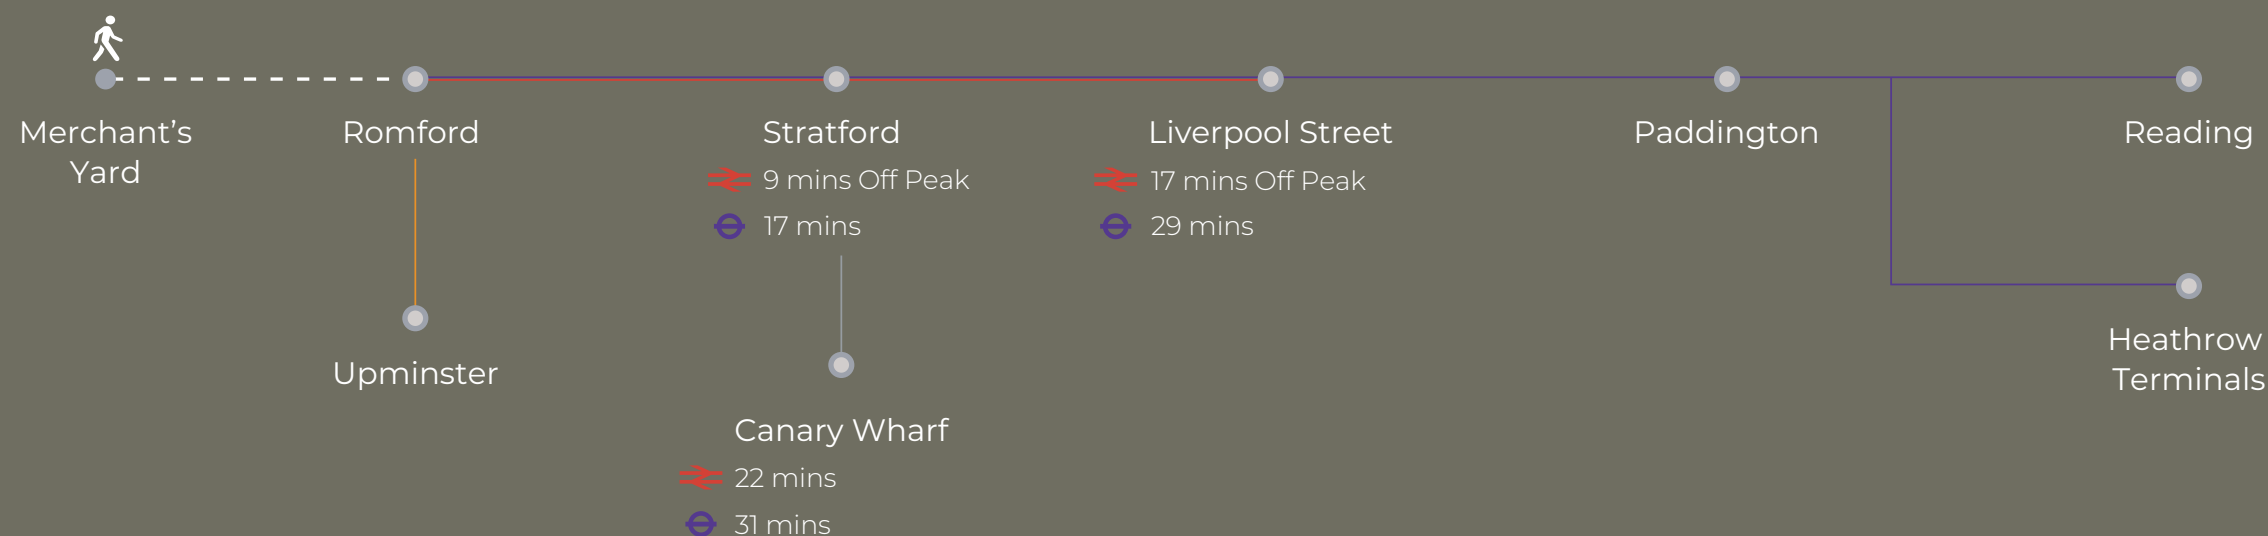 Merchant’s
Yard
Romford
Stratford
9 mins Off Peak
17 mins
Liverpool Street
17 mins Off Peak
29 mins
Paddington
Reading
Upminster
Canary Wharf
22 mins
31 mins
Heathrow
Terminals